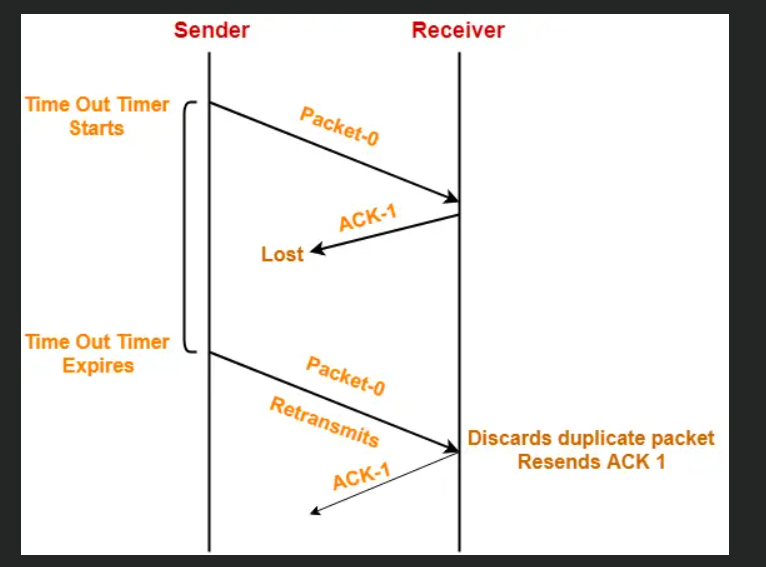 Sender
Receiver
Time Out Timer
Starts
Packet-0
ACK-1
Lost
Time Out Timer
Expires
Packet-0
Retransmits
Discards duplicate packet
Resends ACK 1
ACK-1